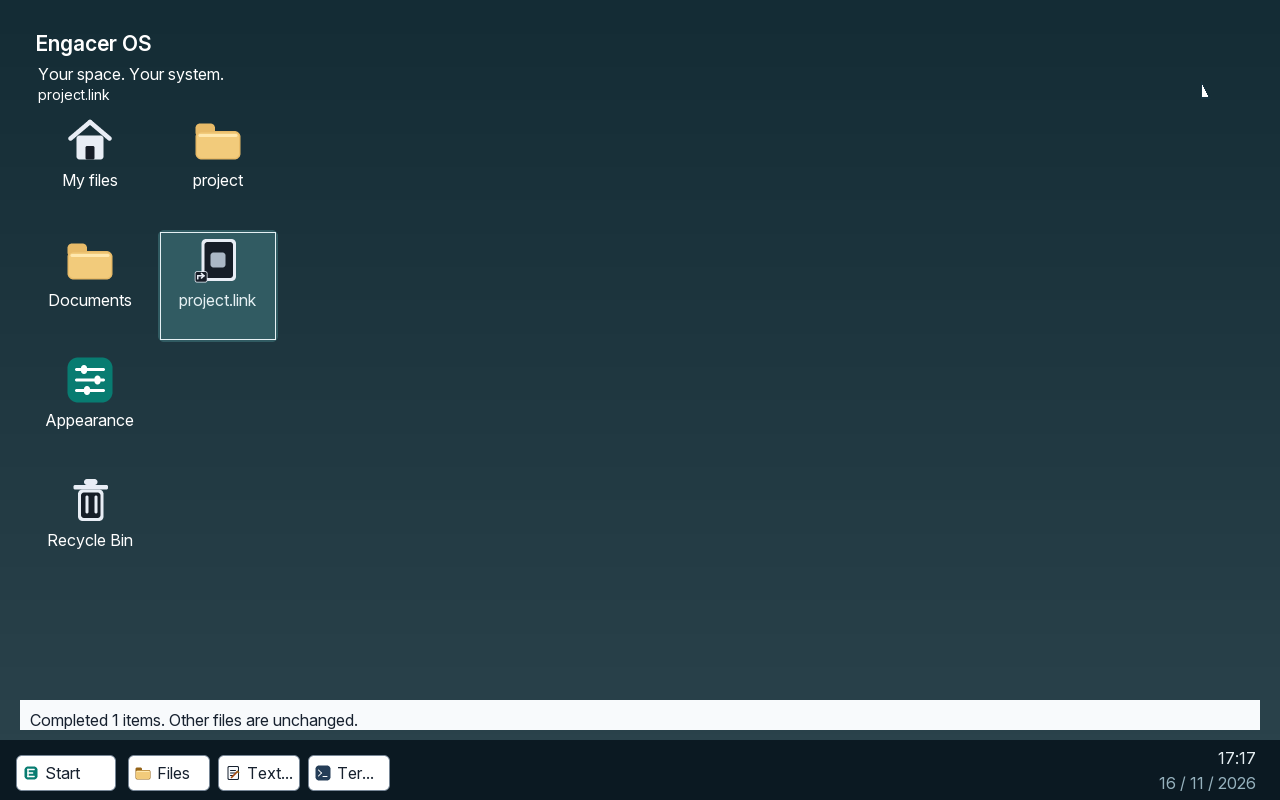 Engacer OS
Your space. Your system.
project.link
My files
project
Documents
project.link
Appearance
Recycle Bin
Completed 1 items. Other files are unchanged.
Start
Files
Text...
Ter...
17:17
16 / 11 / 2026